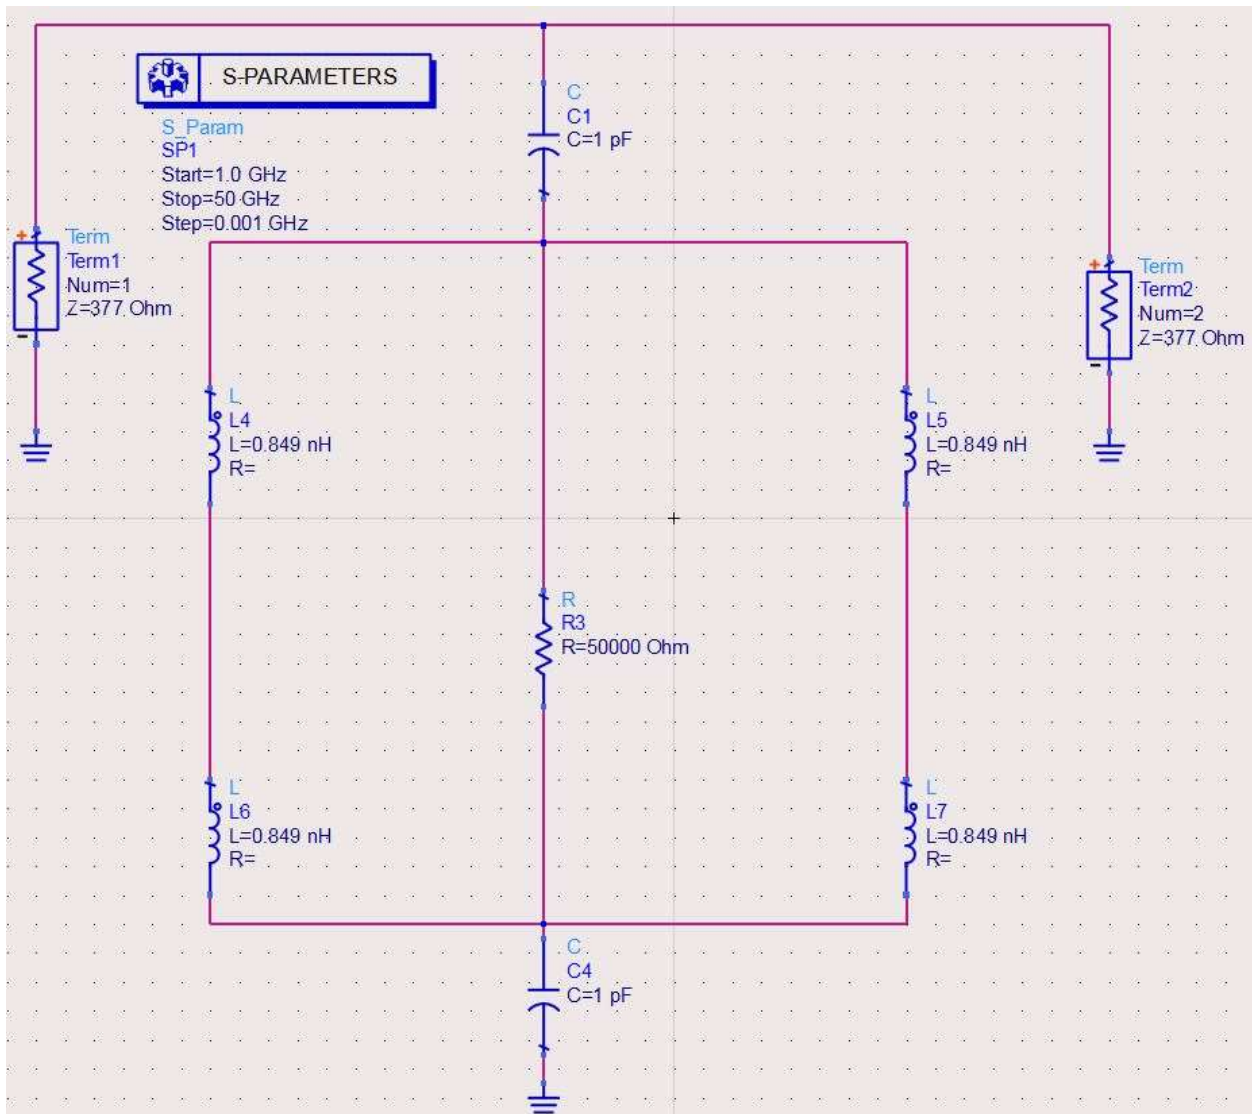 S-PARAMETERS
S_Param
SP1
Start=1.0 GHz
Stop=50 GHz
Step=0.001 GHz
C
C1
C=1 pF
+
Term
Term1
Num=1
Z=377 Ohm
-
+
Term
Term2
Num=2
Z=377 Ohm
-
L
L4
L=0.849 nH
R=
L
L5
L=0.849 nH
R=
R
R3
R=50000 Ohm
L
L6
L=0.849 nH
R=
L
L7
L=0.849 nH
R=
C
C4
C=1 pF